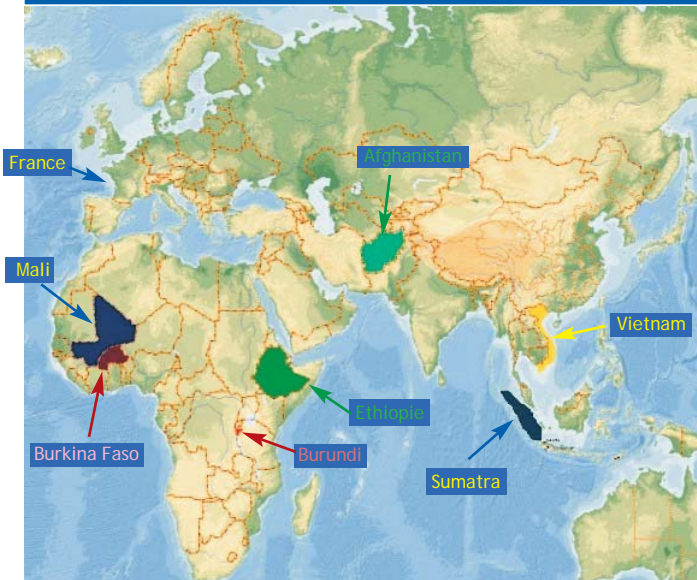 Afghanistan
France
Mali
Vietnam
Ethiopie
Burkina Faso
Burundi
Sumatra